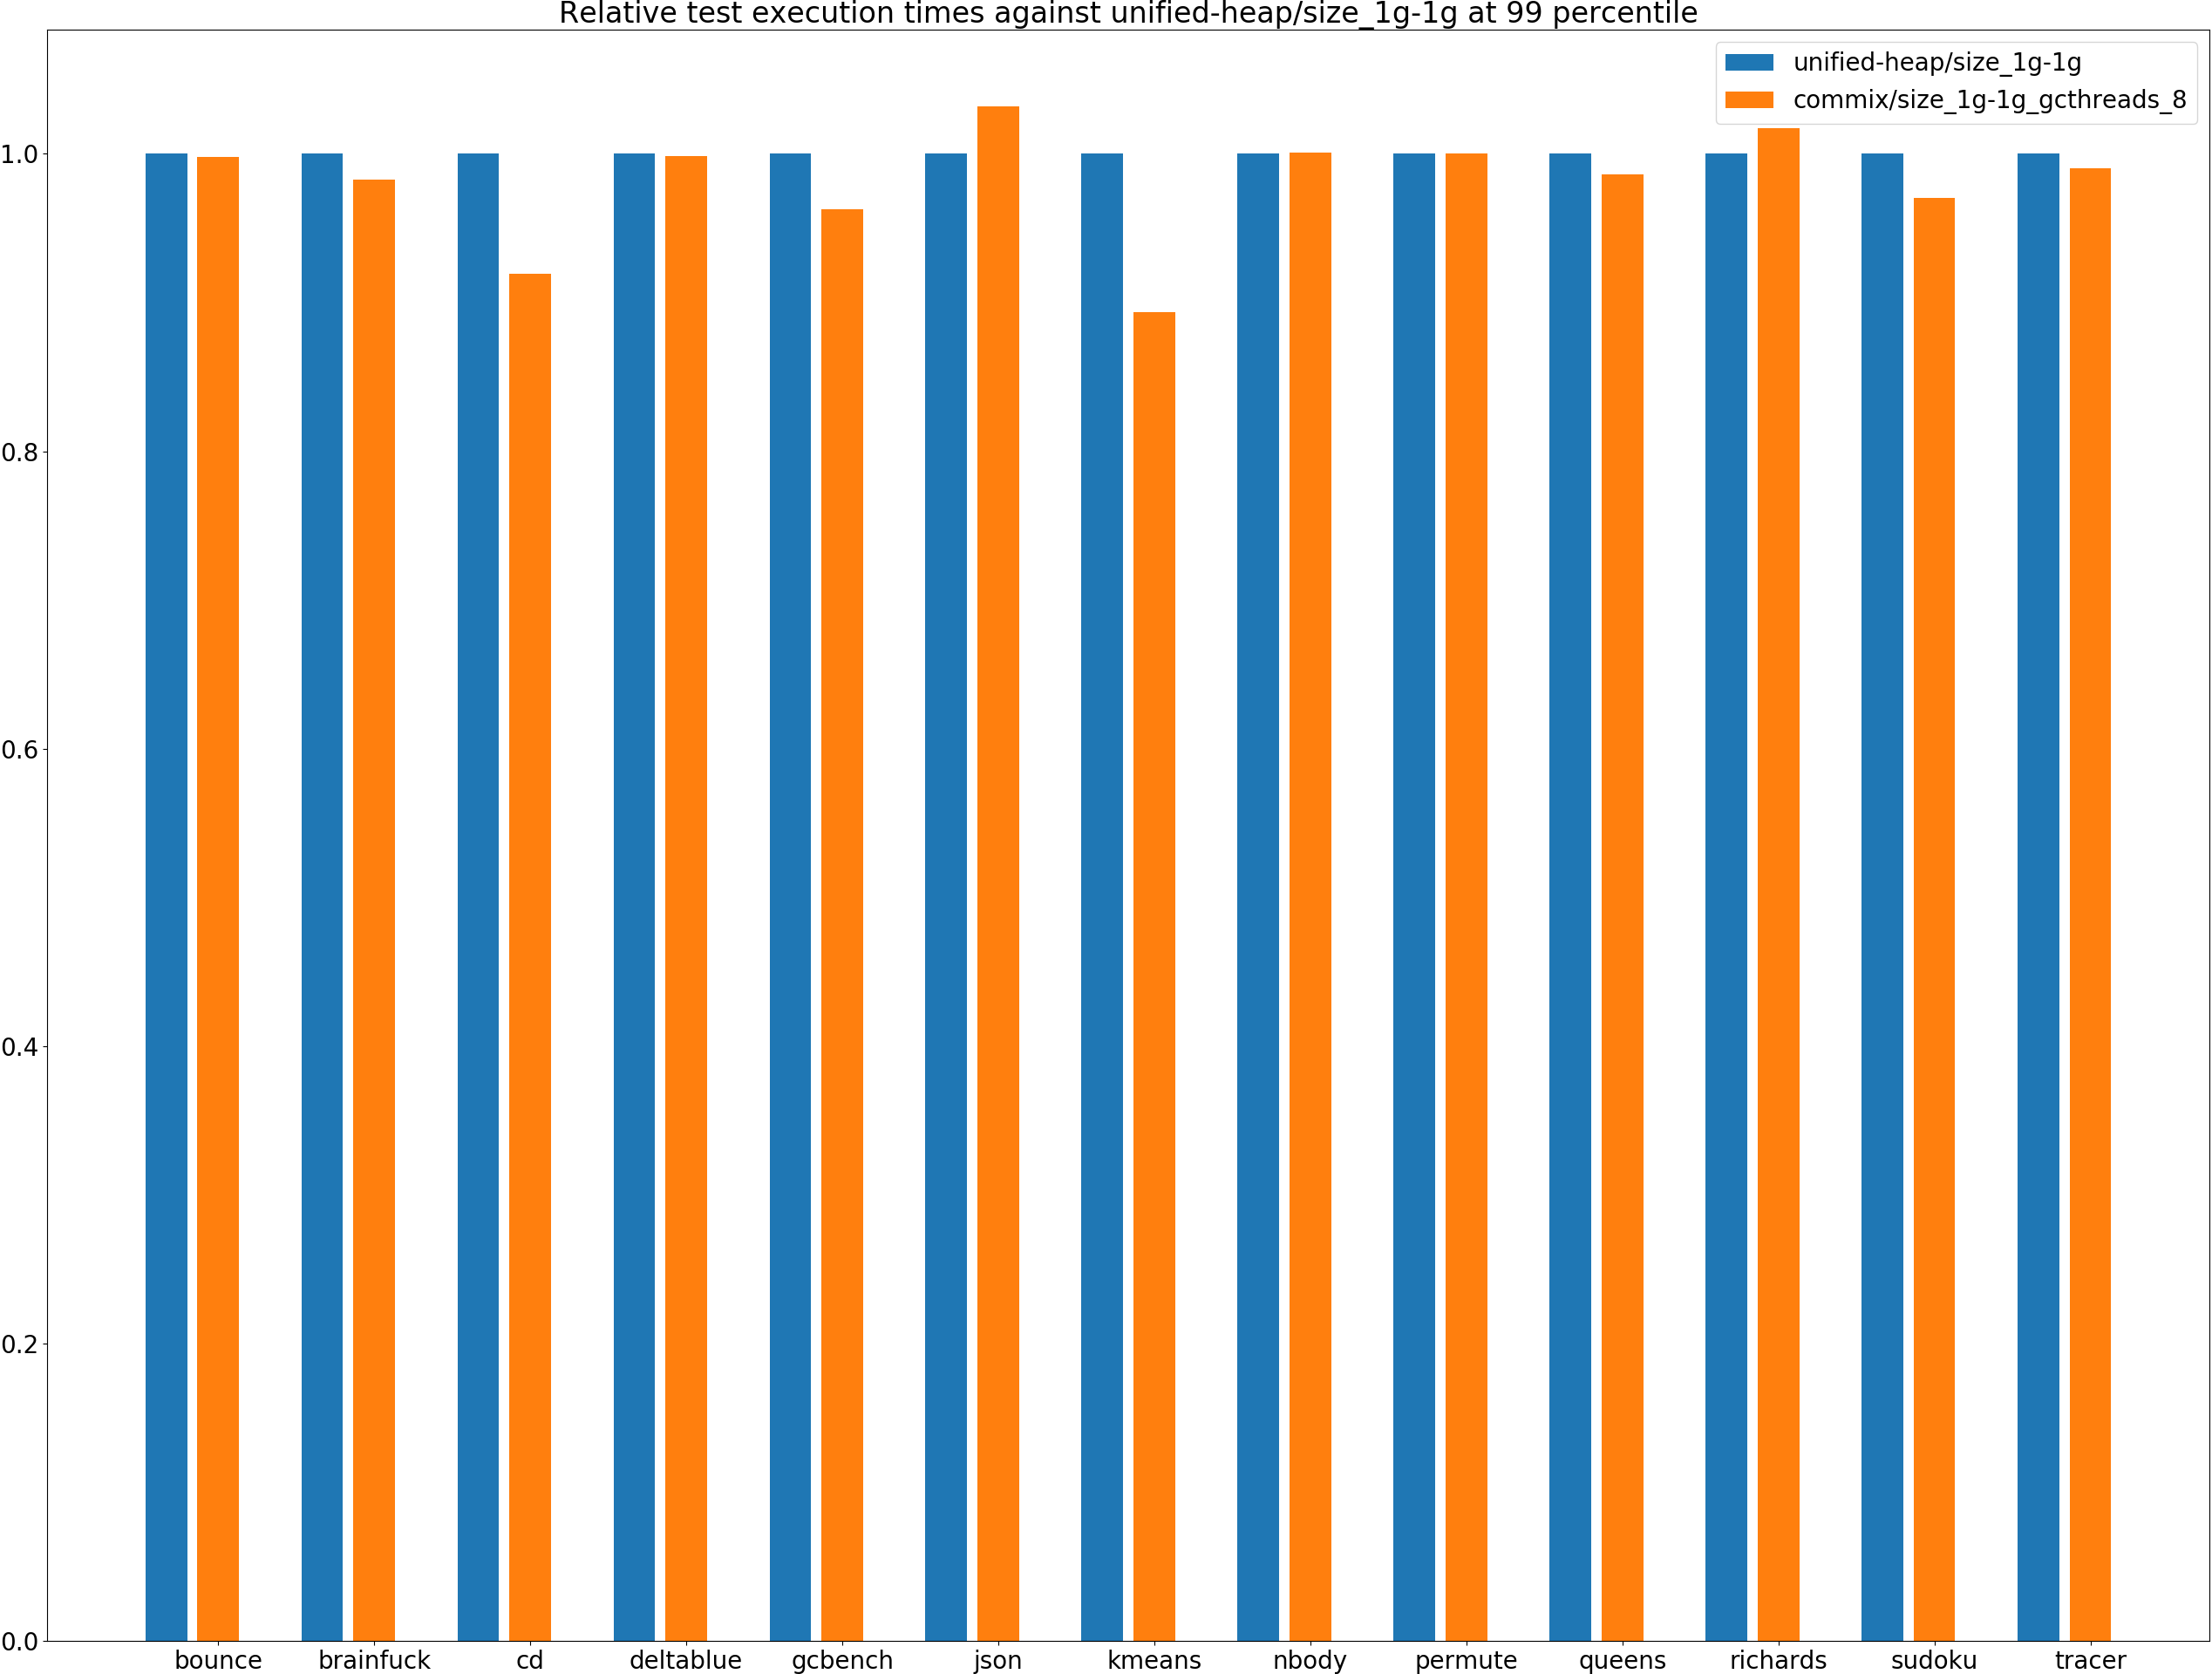 Relative test execution times against unified-heap/size_1g-1g at 99 percentile
unified-heap/size_1g-1g
commix/size_1g-1g_gcthreads_8
1.0
0.8
0.6
0.4
0.2
0.0
bounce brainfuck cd deltablue gcbench json kmeans nbody permute queens richards sudoku tracer